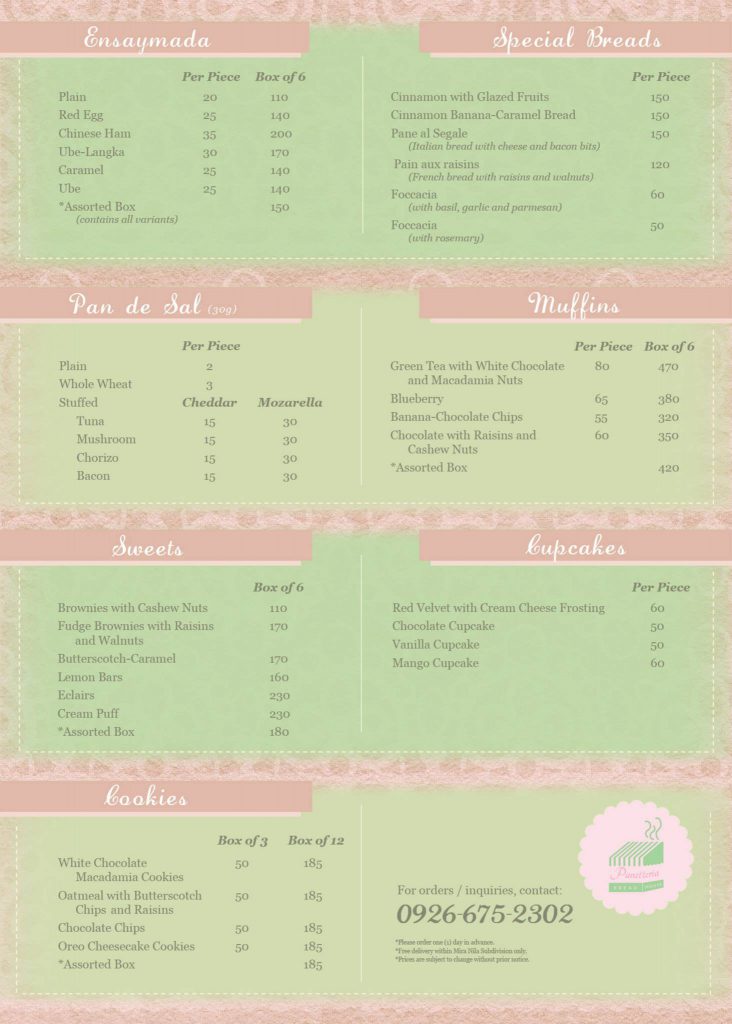 Ensaymada
Per Piece Box of 6
Plain 20 110
Red Egg 25 140
Chinese Ham 35 200
Ube-Langka 30 170
Caramel 25 140
Ube 25 140
*Assorted Box 150
(contains all variants)
Special Breads
Per Piece
Cinnamon with Glazed Fruits 150
Cinnamon Banana-Caramel Bread 150
Pane al Segale 150
(Italian bread with cheese and bacon bits)
Pain aux raisins 120
(French bread with raisins and walnuts)
Foccacia 60
(with basil, garlic and parmesan)
Foccacia 50
(with rosemary)
Pan de Sal (30g)
Per Piece
Plain 2
Whole Wheat 3
Stuffed Cheddar Mozarella
Tuna 15 30
Mushroom 15 30
Chorizo 15 30
Bacon 15 30
Muffins
Per Piece Box of 6
Green Tea with White Chocolate 80 470
and Macadamia Nuts
Blueberry 65 380
Banana-Chocolate Chips 55 320
Chocolate with Raisins and 60 350
Cashew Nuts
*Assorted Box 420
Sweets
Box of 6
Brownies with Cashew Nuts 110
Fudge Brownies with Raisins 170
and Walnuts
Butterscotch-Caramel 170
Lemon Bars 160
Eclairs 230
Cream Puff 230
*Assorted Box 180
Cupcakes
Per Piece
Red Velvet with Cream Cheese Frosting 60
Chocolate Cupcake 50
Vanilla Cupcake 50
Mango Cupcake 60
Cookies
Box of 3 Box of 12
White Chocolate 50 185
Macadamia Cookies
Oatmeal with Butterscotch 50 185
Chips and Raisins
Chocolate Chips 50 185
Oreo Cheesecake Cookies 50 185
*Assorted Box 185
Panetteria
BREAD HOUSE
For orders / inquiries, contact:
0926-675-2302
*Please order one (1) day in advance.
*Free delivery within Mira Nila Subdivision only.
*Prices are subject to change without prior notice.